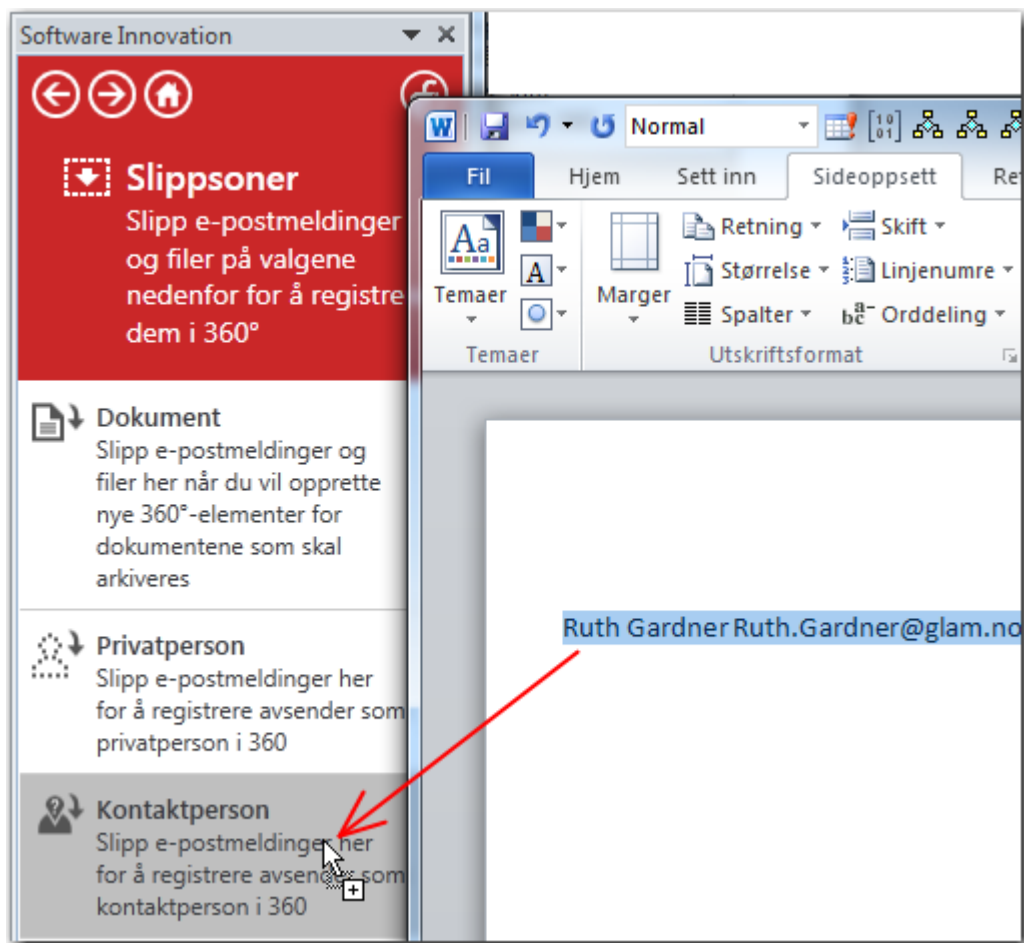 Software Innovation
Slippsoner
Slipp e-postmeldinger
og filer på valgene
nedenfor for å registre
dem i 360°
Dokument
Slipp e-postmeldinger og
filer her når du vil opprette
nye 360°-elementer for
dokumentene som skal
arkiveres
Privatperson
Slipp e-postmeldinger her
for å registrere avsender som
privatperson i 360
Kontaktperson
Slipp e-postmeldinger her
for å registrere avsender som
kontaktperson i 360
W Normal
Fil Hjem Sett inn Sideoppsett Re
Aa Retning Skift
A Størrelse Linjenumre
Temaer Marger Spalter Orddeling
Temaer Utskriftsformat
Ruth Gardner Ruth.Gardner@glam.no